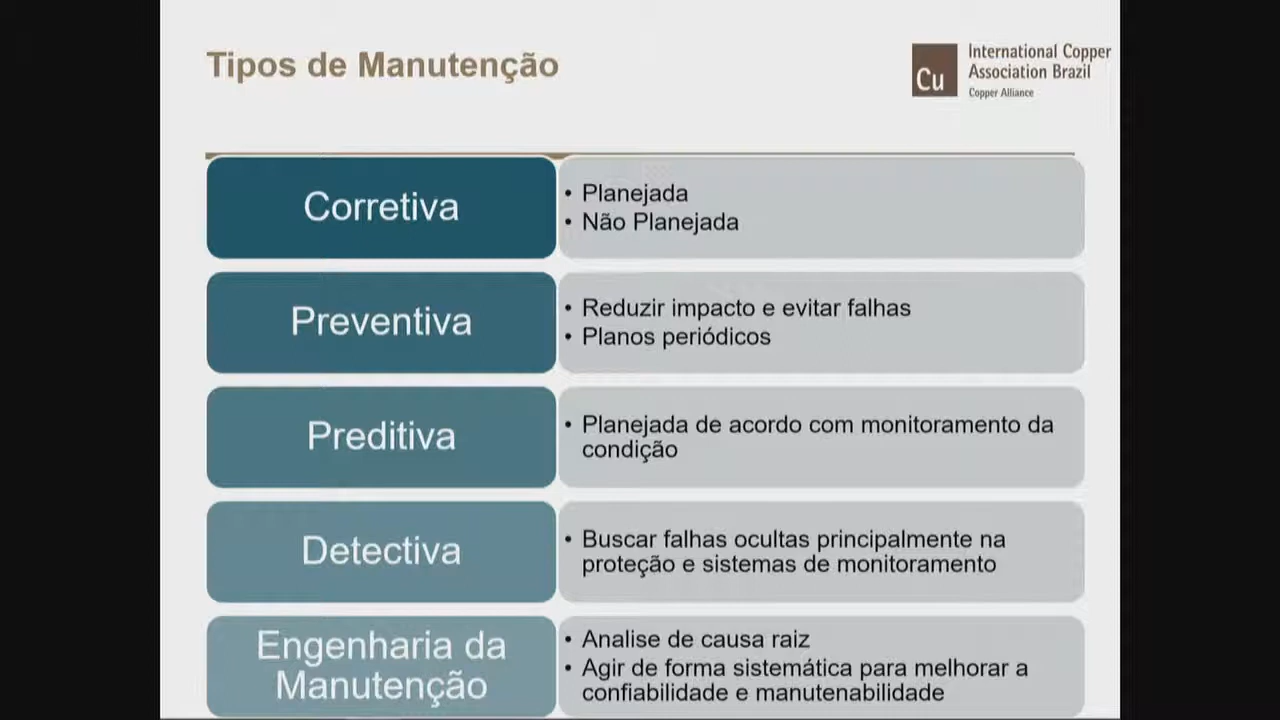 Tipos de Manutenção
Cu
International Copper
Association Brazil
Copper Alliance
Corretiva
• Planejada
• Não Planejada
Preventiva
• Reduzir impacto e evitar falhas
• Planos periódicos
Preditiva
• Planejada de acordo com monitoramento da
condição
Detectiva
• Buscar falhas ocultas principalmente na
proteção e sistemas de monitoramento
Engenharia da
Manutenção
• Analise de causa raiz
• Agir de forma sistemática para melhorar a
confiabilidade e manutenabilidade